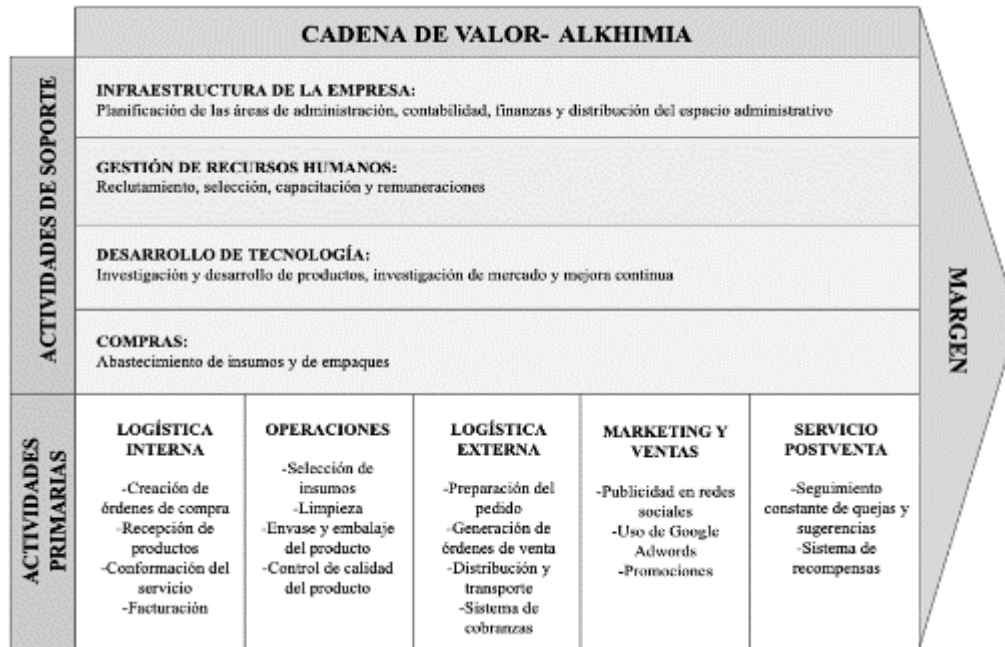 CADENA DE VALOR- ALKHIMIA
ACTIVIDADES DE SOPORTE
INFRAESTRUCTURA DE LA EMPRESA:
Planificación de las áreas de administración, contabilidad, finanzas y distribución del espacio administrativo
GESTIÓN DE RECURSOS HUMANOS:
Reclutamiento, selección, capacitación y remuneraciones
DESARROLLO DE TECNOLOGÍA:
Investigación y desarrollo de productos, investigación de mercado y mejora continua
COMPRAS:
Abastecimiento de insumos y de empaques
MARGEN
ACTIVIDADES
PRIMARIAS
LOGÍSTICA
INTERNA
-Creación de
órdenes de compra
-Recepción de
productos
-Conformación del
servicio
-Facturación
OPERACIONES
-Selección de
insumos
-Limpieza
-Envase y embalaje
del producto
-Control de calidad
del producto
LOGÍSTICA
EXTERNA
-Preparación del
pedido
-Generación de
órdenes de venta
-Distribución y
transporte
-Sistema de
cobranzas
MARKETING Y
VENTAS
-Publicidad en redes
sociales
-Uso de Google
Adwords
-Promociones
SERVICIO
POSTVENTA
-Seguimiento
constante de quejas y
sugerencias
-Sistema de
recompensas